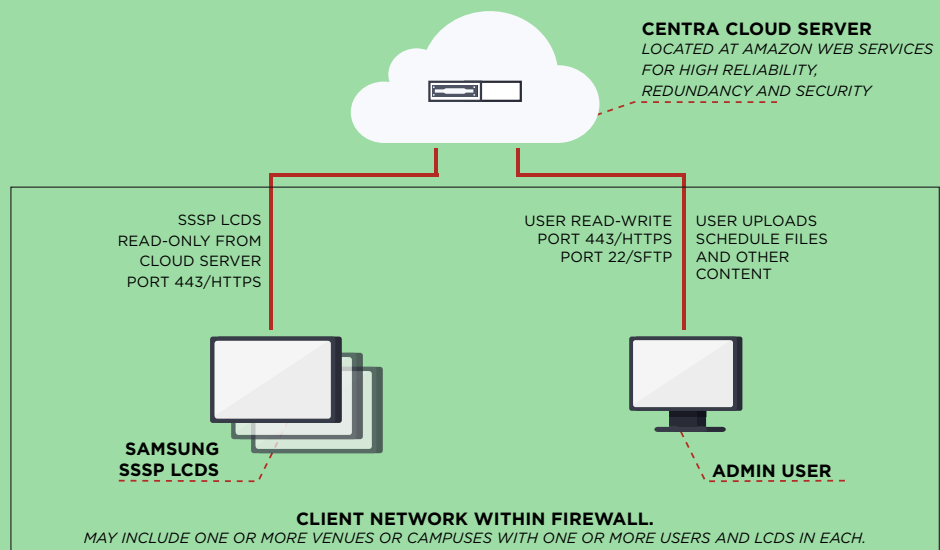 CENTRA CLOUD SERVER
LOCATED AT AMAZON WEB SERVICES
FOR HIGH RELIABILITY,
REDUNDANCY AND SECURITY
SSSP LCDS
READ-ONLY FROM
CLOUD SERVER
PORT 443/HTTPS
USER READ-WRITE
PORT 443/HTTPS
PORT 22/SFTP
USER UPLOADS
SCHEDULE FILES
AND OTHER
CONTENT
SAMSUNG
SSSP LCDS
ADMIN USER
CLIENT NETWORK WITHIN FIREWALL.
MAY INCLUDE ONE OR MORE VENUES OR CAMPUSES WITH ONE OR MORE USERS AND LCDS IN EACH.